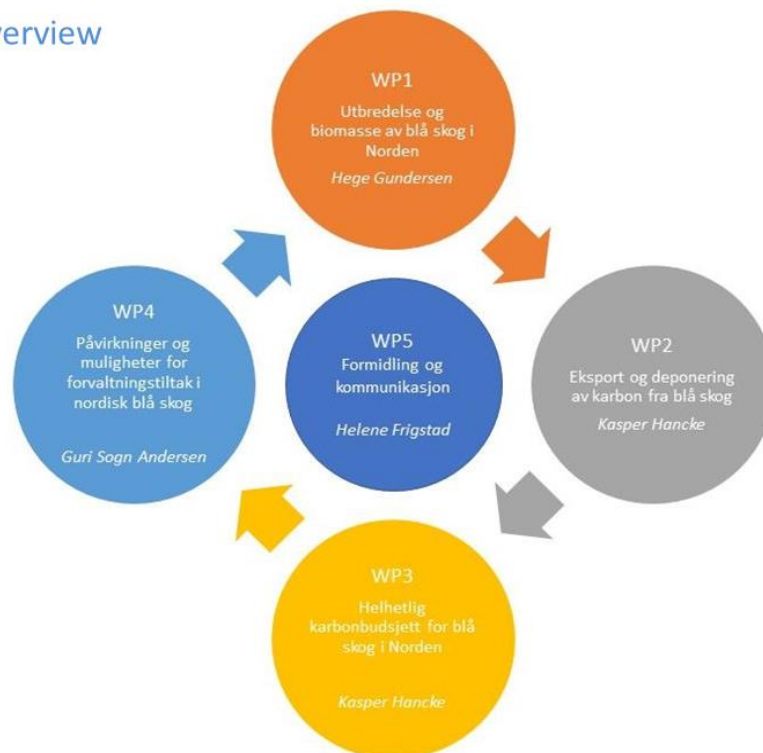 verview
WP1
Utbredelse og
biomasse av blå skog i
Norden
Hege Gundersen
WP2
Eksport og deponering
av karbon fra blå skog
Kasper Hancke
WP3
Helhetlig
karbonbudsjett for blå
skog i Norden
Kasper Hancke
WP4
Påvirkninger og
muligheter for
forvaltningstiltak i
nordisk blå skog
Guri Sogn Andersen
WP5
Formidling og
kommunikasjon
Helene Frigstad